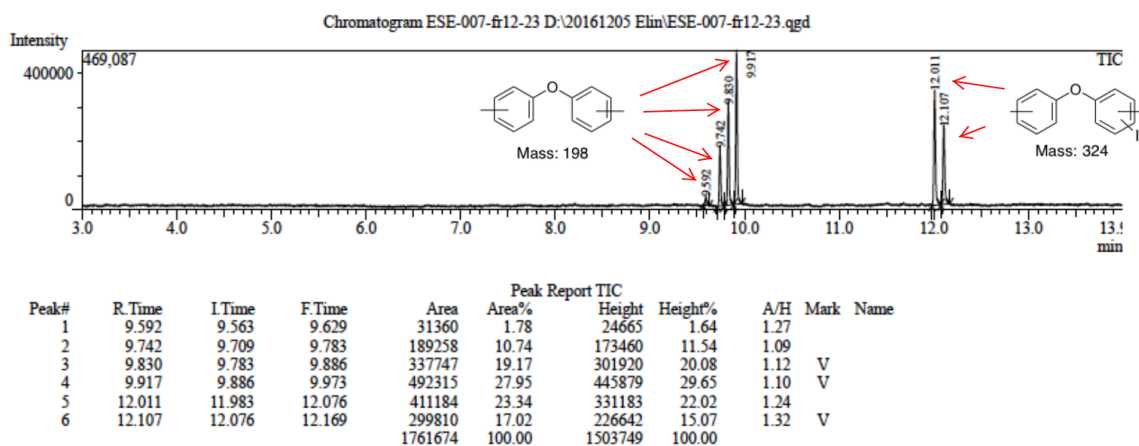 Chromatogram ESE-007-fr12-23 D:\20161205 Elin\ESE-007-fr12-23.qgd
Intensity
469,087
TIC
400000
0
O
Mass: 198
9.592
9.742
9.830
9.917
12.011
12.107
O
I
Mass: 324
3.0 4.0 5.0 6.0 7.0 8.0 9.0 10.0 11.0 12.0 13.0 13.9
min
Peak Report TIC
Peak# R.Time I.Time F.Time Area Area% Height Height% A/H Mark Name
1 9.592 9.563 9.629 31360 1.78 24665 1.64 1.27
2 9.742 9.709 9.783 189258 10.74 173460 11.54 1.09
3 9.830 9.783 9.886 337747 19.17 301920 20.08 1.12 V
4 9.917 9.886 9.973 492315 27.95 445879 29.65 1.10 V
5 12.011 11.983 12.076 411184 23.34 331183 22.02 1.24
6 12.107 12.076 12.169 299810 17.02 226642 15.07 1.32 V
1761674 100.00 1503749 100.00